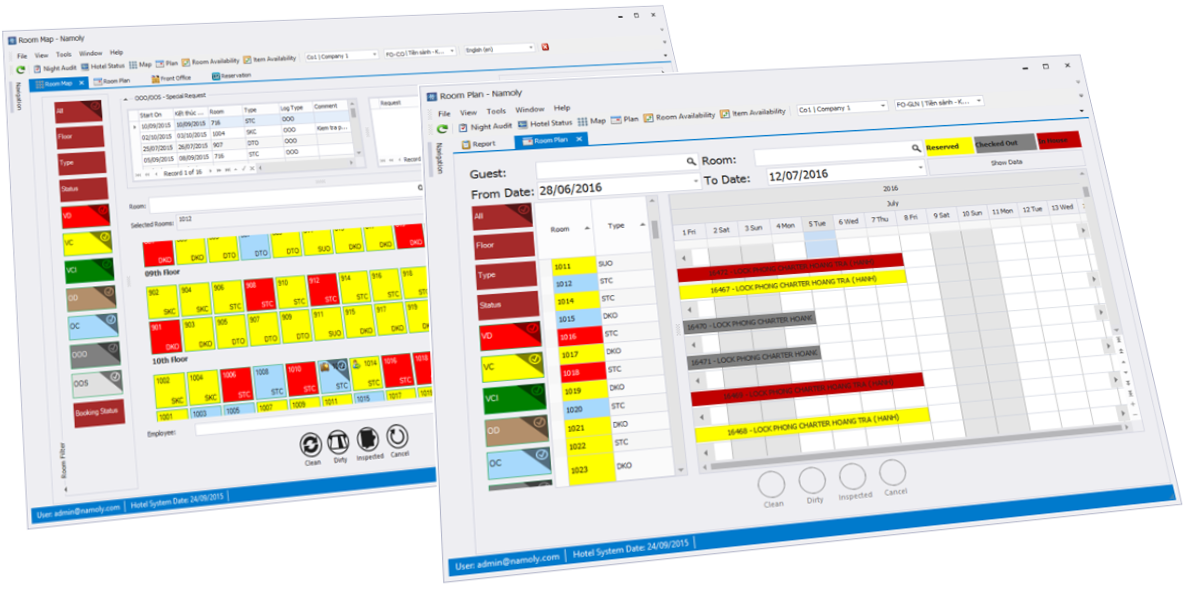 Room Map - Namoly
File View Tools Window Help
Night Audit Hotel Status Map Plan Room Availability Item Availability Co1 | Company 1 FO-CO | Tiền sảnh - K... English (en)
Room Map Room Plan Front Office Reservation
Navigation
All
Floor
Type
Status
VD
VC
VCI
OD
OC
OOO
OOS
Booking Status
Room Filter
OOO/OOS - Special Request
Start On Kết thúc ... Room Type Log Type Comment
10/09/2015 10/09/2015 716 STC OOO
02/10/2015 03/10/2015 1004 SKC OOO Kiem tra p...
25/07/2015 26/07/2015 907 DTO OOO
05/09/2015 08/09/2015 716 STC OOO
Record 1 of 16
Request
Record
Room:
Selected Rooms: 1012
DKO DKO DTO DTO DTO SUO DTO DKO DKO
09th Floor
902 904 906 908 910 912 914 916 918
SKC SKC SKC STC STC STC STC STC STC
901 903 905 907 909 911 915 917 919
DKO DKO DTO DTO DTO SUO DKO DKO DKO
10th Floor
1002 1004 1006 1008 1010 1014 1016 1018
SKC SKC STC STC STC STC STC STC STC
1001 1003 1005 1007 1009 1011 1015 1017 1019
Employee:
Clean Dirty Inspected Cancel
User: admin@namoly.com Hotel System Date: 24/09/2015
Room Plan - Namoly
File View Tools Window Help
Night Audit Hotel Status Map Plan Room Availability Item Availability Co1 | Company 1 FO-GLN | Tiền sảnh - K...
Report Room Plan
Navigation
Guest: Room: Reserved Checked Out
From Date: 28/06/2016 To Date: 12/07/2016 Show Data
All
Floor
Type
Status
VD
VC
VCI
OD
OC
Room Type
1011 SUO
1012 STC
1014 STC
1015 DKO
1016 STC
1017 DKO
1018 STC
1019 DKO
1020 STC
1021 DKO
1022 STC
1023 DKO
2016
July
1 Fri 2 Sat 3 Sun 4 Mon 5 Tue 6 Wed 7 Thu 8 Fri 9 Sat 10 Sun 11 Mon 12 Tue 13 Wed
16472 - LOCK PHONG CHARTER HOANG TRA ( HANH)
16467 - LOCK PHONG CHARTER HOANG TRA ( HANH)
16470 - LOCK PHONG CHARTER HOANG
16471 - LOCK PHONG CHARTER HOANG
LOCK PHONG CHARTER HOANG TRA ( HANH)
16468 - LOCK PHONG CHARTER HOANG TRA ( HANH)
Clean Dirty Inspected Cancel
User: admin@namoly.com Hotel System Date: 24/09/2015